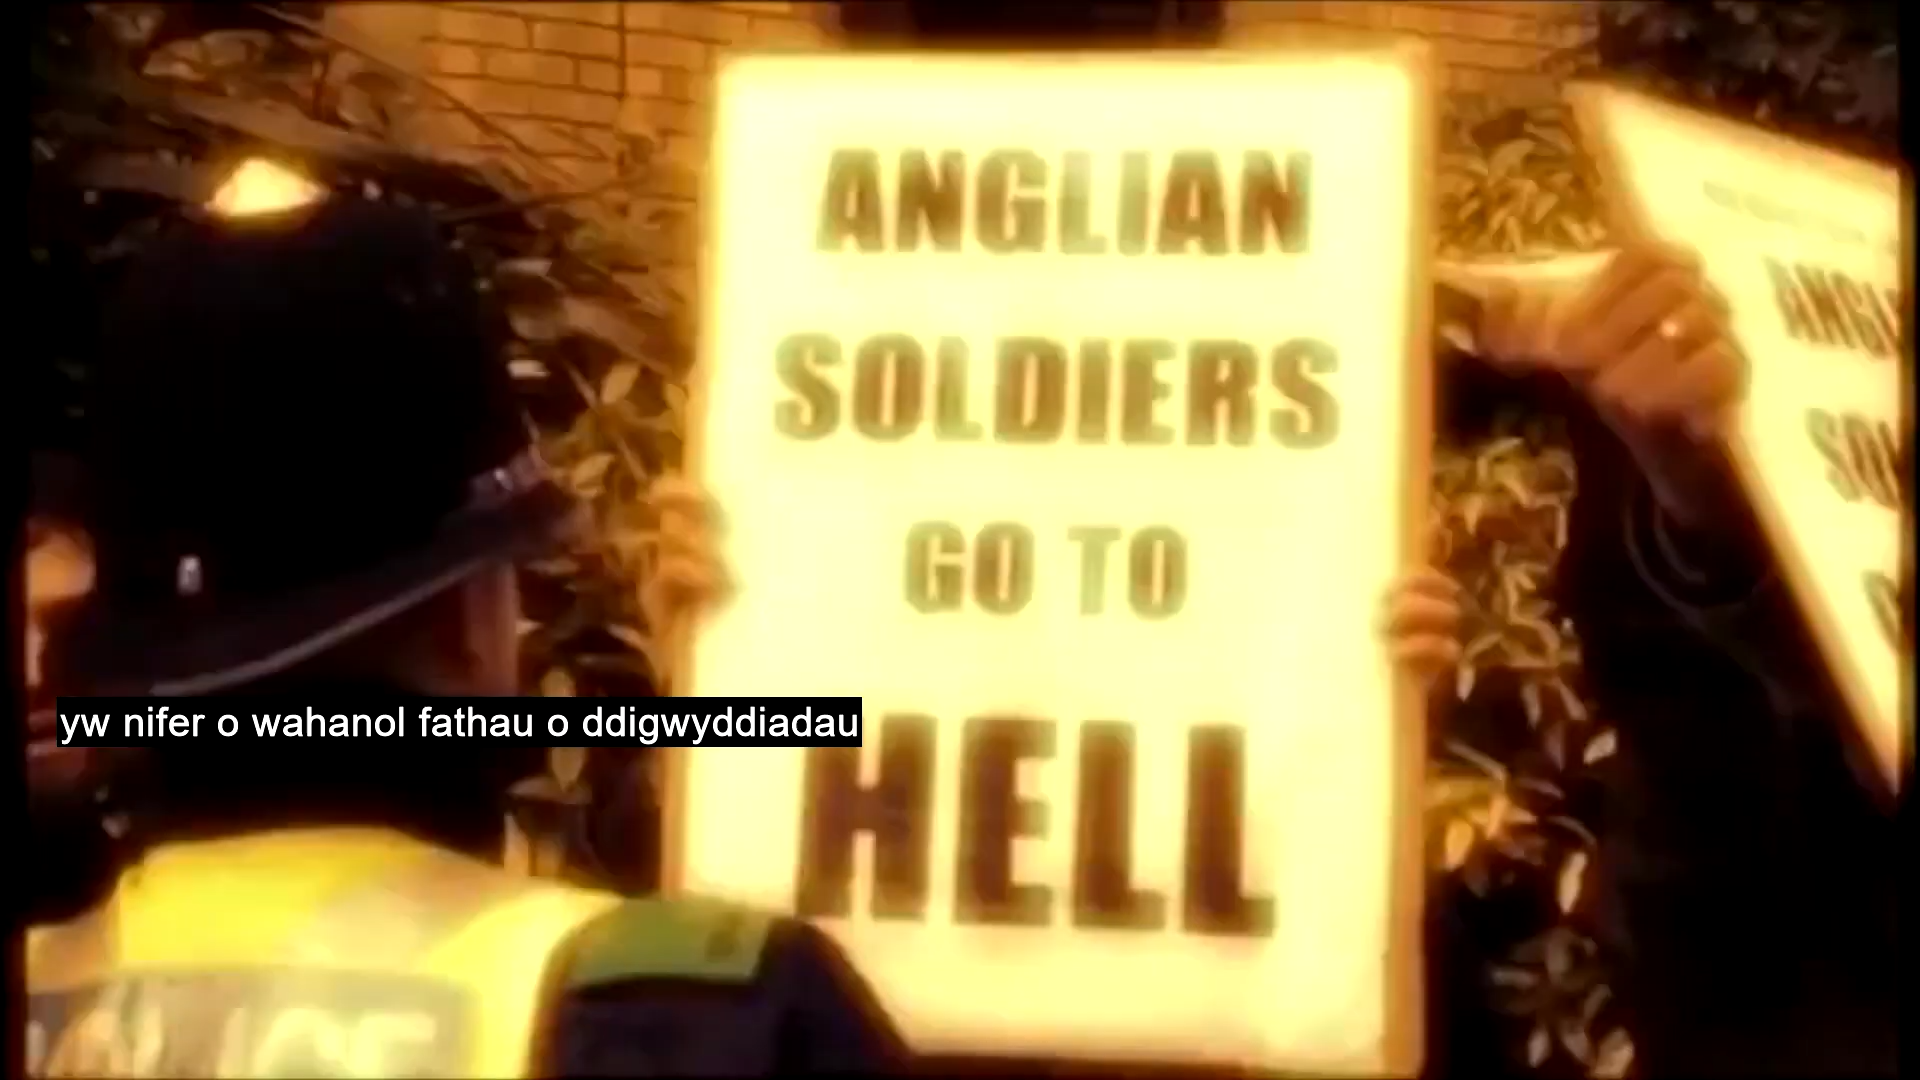 ANGLIAN
SOLDIERS
GO TO
HELL
yw nifer o wahanol fathau o ddigwyddiadau